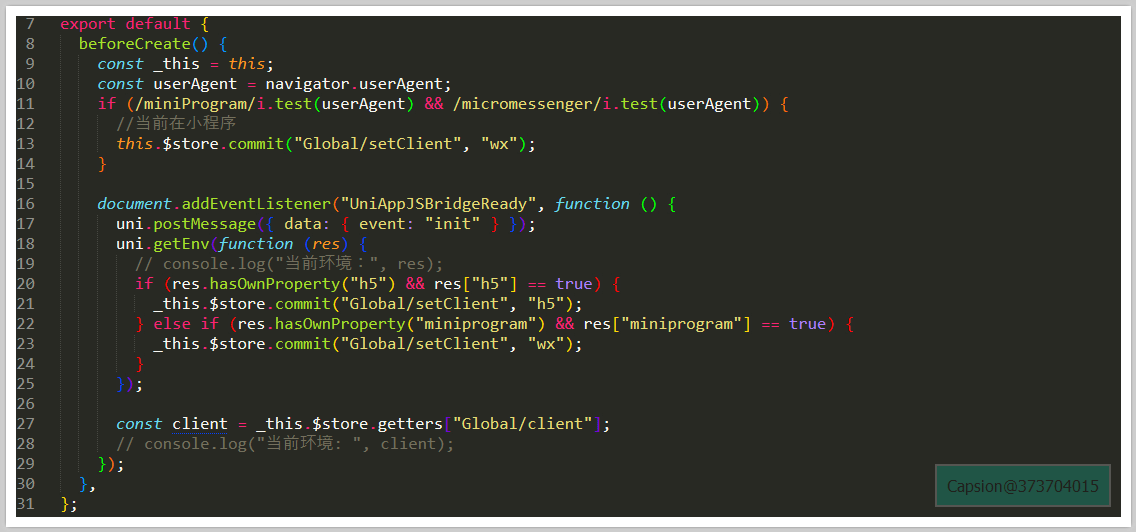 7 export default {
8 beforeCreate() {
9 const _this = this;
10 const userAgent = navigator.userAgent;
11 if (/miniProgram/i.test(userAgent) && /micromessenger/i.test(userAgent)) {
12 //当前在小程序
13 this.$store.commit("Global/setClient", "wx");
14 }
15
16 document.addEventListener("UniAppJSBridgeReady", function () {
17 uni.postMessage({ data: { event: "init" } });
18 uni.getEnv(function (res) {
19 // console.log("当前环境：", res);
20 if (res.hasOwnProperty("h5") && res["h5"] == true) {
21 _this.$store.commit("Global/setClient", "h5");
22 } else if (res.hasOwnProperty("miniprogram") && res["miniprogram"] == true) {
23 _this.$store.commit("Global/setClient", "wx");
24 }
25 });
26
27 const client = _this.$store.getters["Global/client"];
28 // console.log("当前环境: ", client);
29 });
30 },
31 };
Capsion@373704015